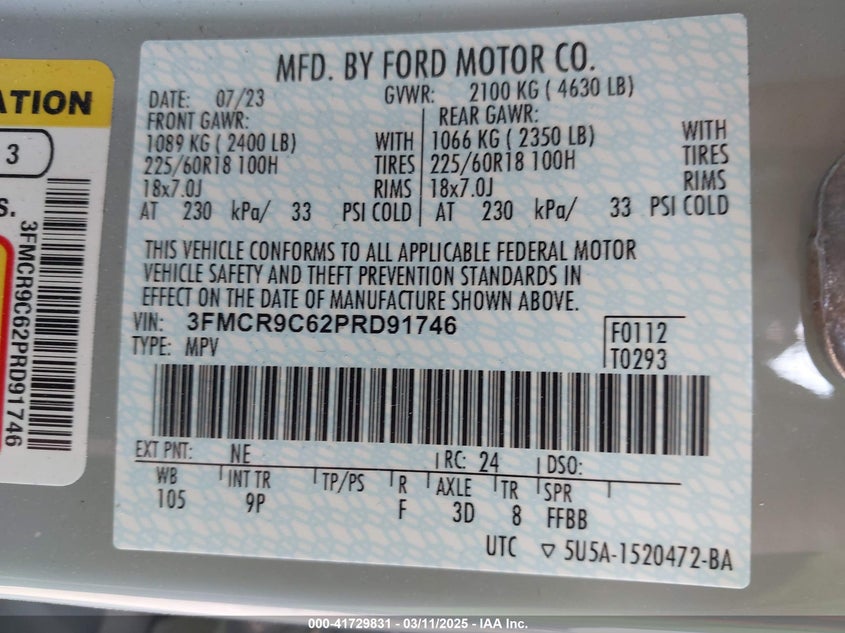 ATION
3
S.
3FMCR9C62PRD91746
MFD. BY FORD MOTOR CO.
DATE: 07/23 GVWR: 2100 KG ( 4630 LB)
FRONT GAWR: REAR GAWR:
1089 KG ( 2400 LB) WITH 1066 KG ( 2350 LB) WITH
225/60R18 100H TIRES 225/60R18 100H TIRES
18x7.0J RIMS 18x7.0J RIMS
AT 230 kPa/ 33 PSI COLD AT 230 kPa/ 33 PSI COLD
THIS VEHICLE CONFORMS TO ALL APPLICABLE FEDERAL MOTOR
VEHICLE SAFETY AND THEFT PREVENTION STANDARDS IN
EFFECT ON THE DATE OF MANUFACTURE SHOWN ABOVE.
VIN: 3FMCR9C62PRD91746
TYPE: MPV
F0112
T0293
EXT PNT: NE RC: 24 DSO:
WB INT TR TP/PS R AXLE TR SPR
105 9P F 3D 8 FFBB
UTC ▽ 5U5A-1520472-BA
000-41729831 - 03/11/2025 - IAA Inc.